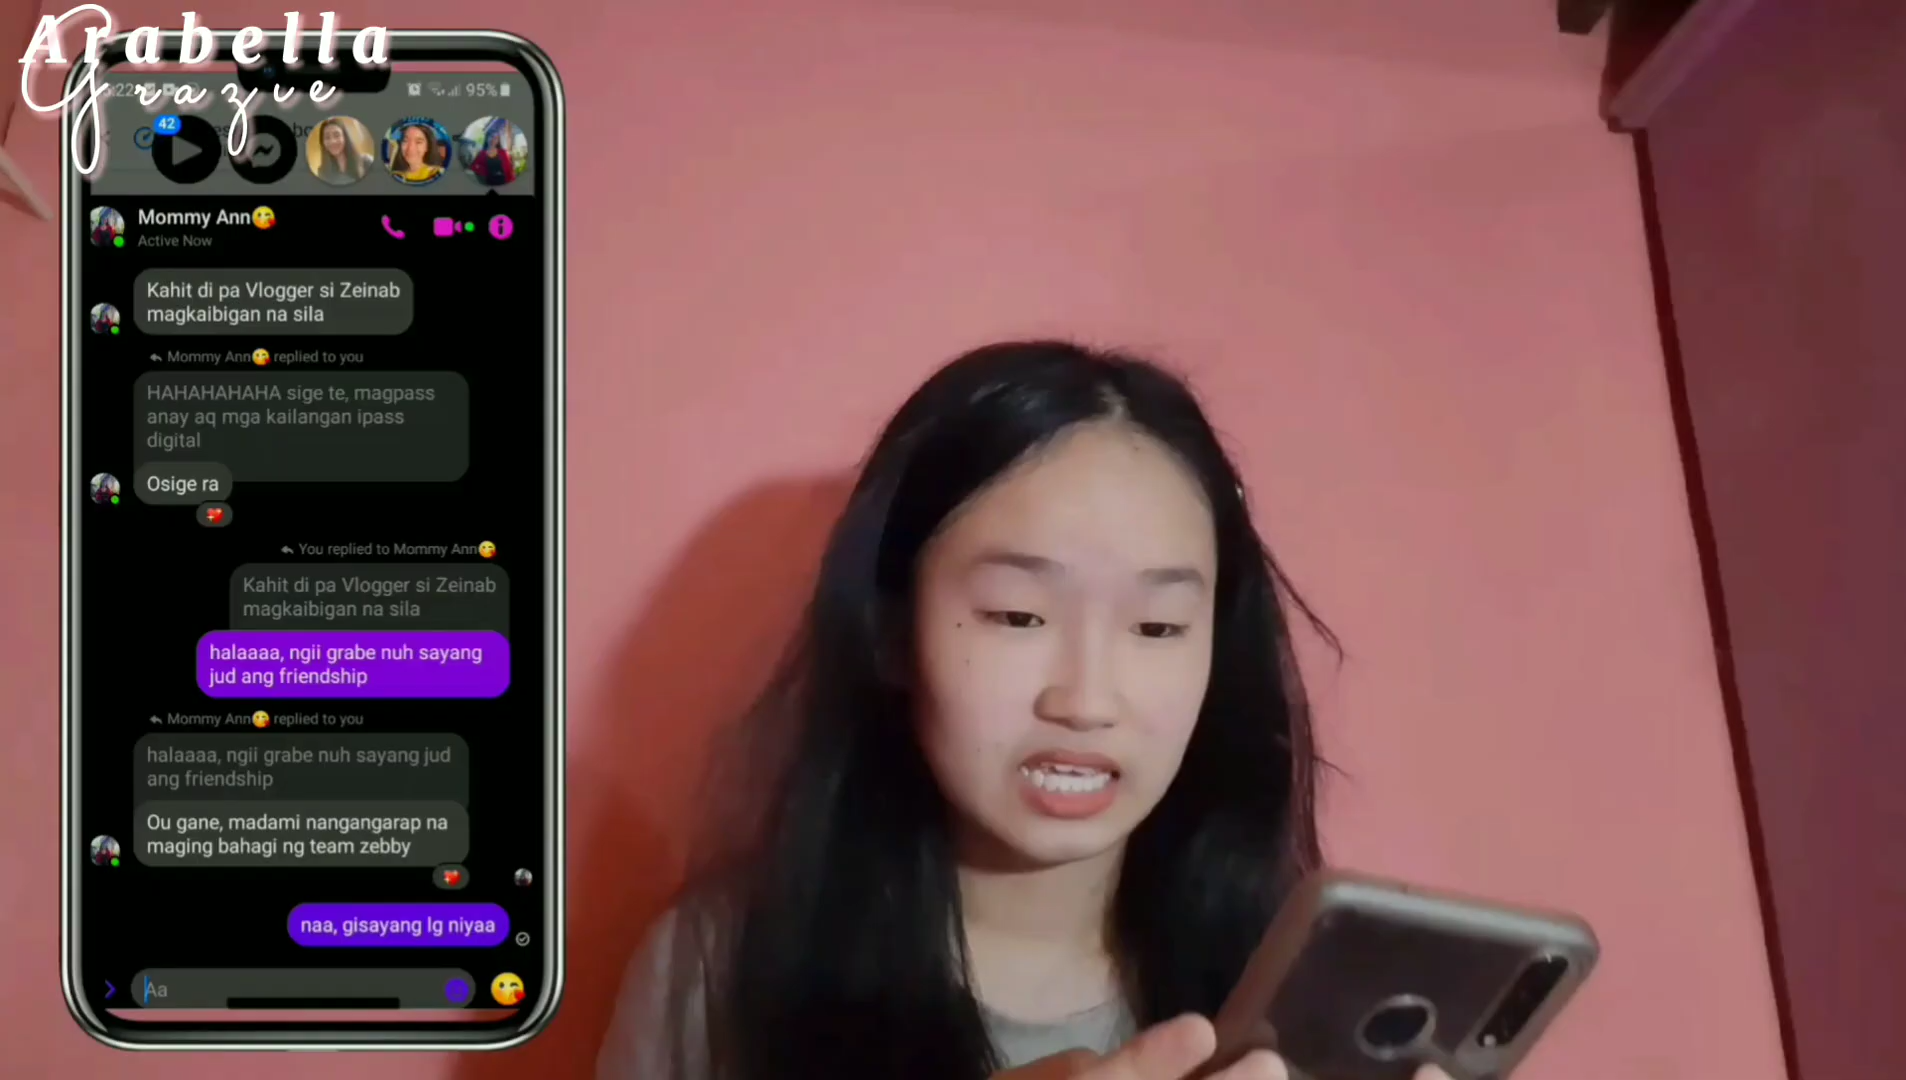 Arabella
Grazie
95%
42
Mommy Ann😘
Active Now
Kahit di pa Vlogger si Zeinab
magkaibigan na sila
Mommy Ann😘 replied to you
HAHAHAHAHA sige te, magpass
anay aq mga kailangan ipass
digital
Osige ra
You replied to Mommy Ann😘
Kahit di pa Vlogger si Zeinab
magkaibigan na sila
halaaaa, ngii grabe nuh sayang
jud ang friendship
Mommy Ann😘 replied to you
halaaaa, ngii grabe nuh sayang jud
ang friendship
Ou gane, madami nangangarap na
maging bahagi ng team zebby
naa, gisayang lg niyaa
Aa